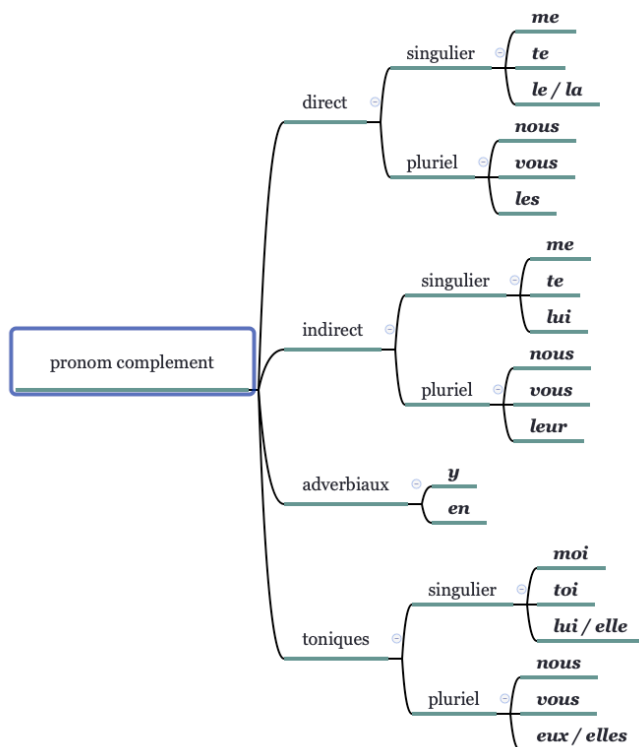 pronom complement
direct
singulier
me
te
le / la
pluriel
nous
vous
les
indirect
singulier
me
te
lui
pluriel
nous
vous
leur
adverbiaux
y
en
toniques
singulier
moi
toi
lui / elle
pluriel
nous
vous
eux / elles